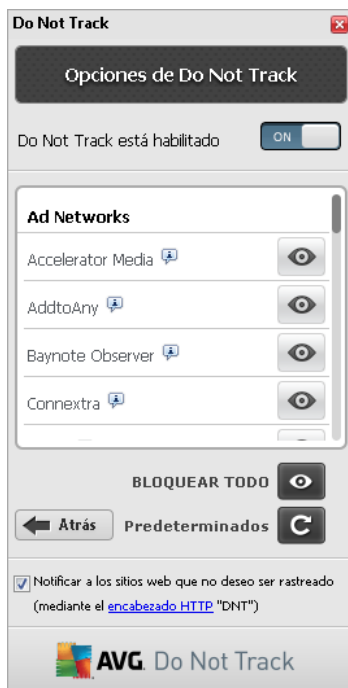 Do Not Track
Opciones de Do Not Track
Do Not Track está habilitado
ON
Ad Networks
Accelerator Media
AddtoAny
Baynote Observer
Connextra
BLOQUEAR TODO
Atrás
Predeterminados
Notificar a los sitios web que no deseo ser rastreado
(mediante el encabezado HTTP "DNT")
AVG. Do Not Track